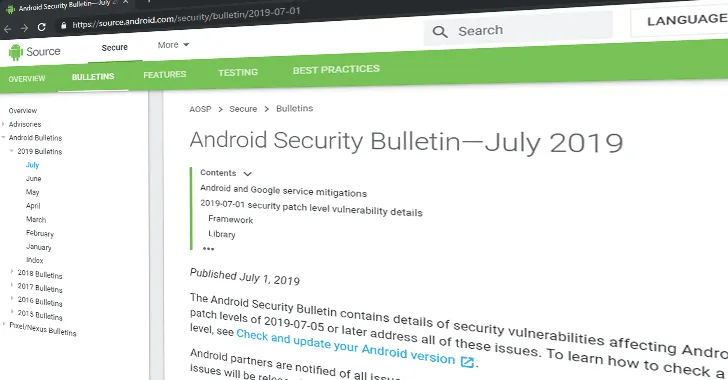 Android Security Bulletin—July 2
https://source.android.com/security/bulletin/2019-07-01
Source
Secure
More
Search
LANGUAGE
OVERVIEW
BULLETINS
FEATURES
TESTING
BEST PRACTICES
Overview
Advisories
Android Bulletins
2019 Bulletins
July
June
May
April
March
February
January
Index
2018 Bulletins
2017 Bulletins
2016 Bulletins
2015 Bulletins
Pixel/Nexus Bulletins
AOSP > Secure > Bulletins
Android Security Bulletin—July 2019
Contents
Android and Google service mitigations
2019-07-01 security patch level vulnerability details
Framework
Library
•••
Published July 1, 2019
The Android Security Bulletin contains details of security vulnerabilities affecting Andro
patch levels of 2019-07-05 or later address all of these issues. To learn how to check a
level, see Check and update your Android version.
Android partners are notified of all issu
issues will be rele